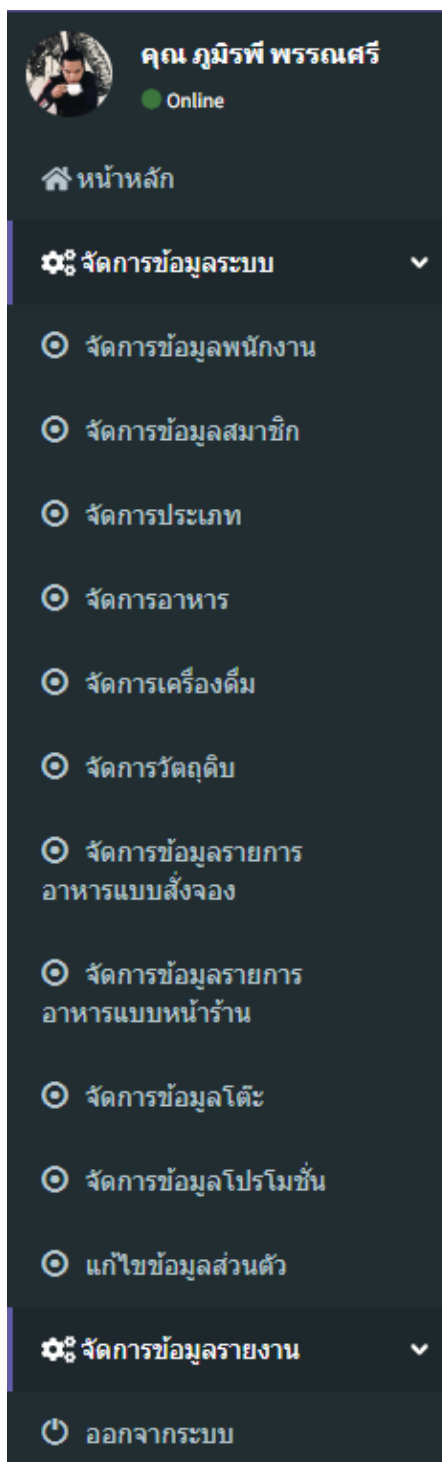 คุณ ภูมิรพี พรรณศรี
Online
หน้าหลัก
จัดการข้อมูลระบบ
จัดการข้อมูลพนักงาน
จัดการข้อมูลสมาชิก
จัดการประเภท
จัดการอาหาร
จัดการเครื่องดื่ม
จัดการวัตถุดิบ
จัดการข้อมูลรายการ
อาหารแบบสั่งจอง
จัดการข้อมูลรายการ
อาหารแบบหน้าร้าน
จัดการข้อมูลโต๊ะ
จัดการข้อมูลโปรโมชั่น
แก้ไขข้อมูลส่วนตัว
จัดการข้อมูลรายงาน
ออกจากระบบ